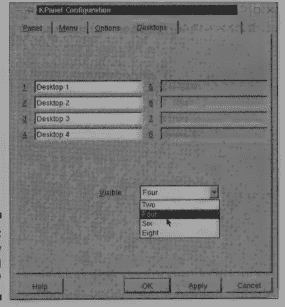 KPanel Configuration
Panel Menu Options Desktops
1 Desktop 1 5
2 Desktop 2 6
3 Desktop 3 7
4 Desktop 4 8
Visible Four
Two
Four
Six
Eight
Help OK Apply Cancel